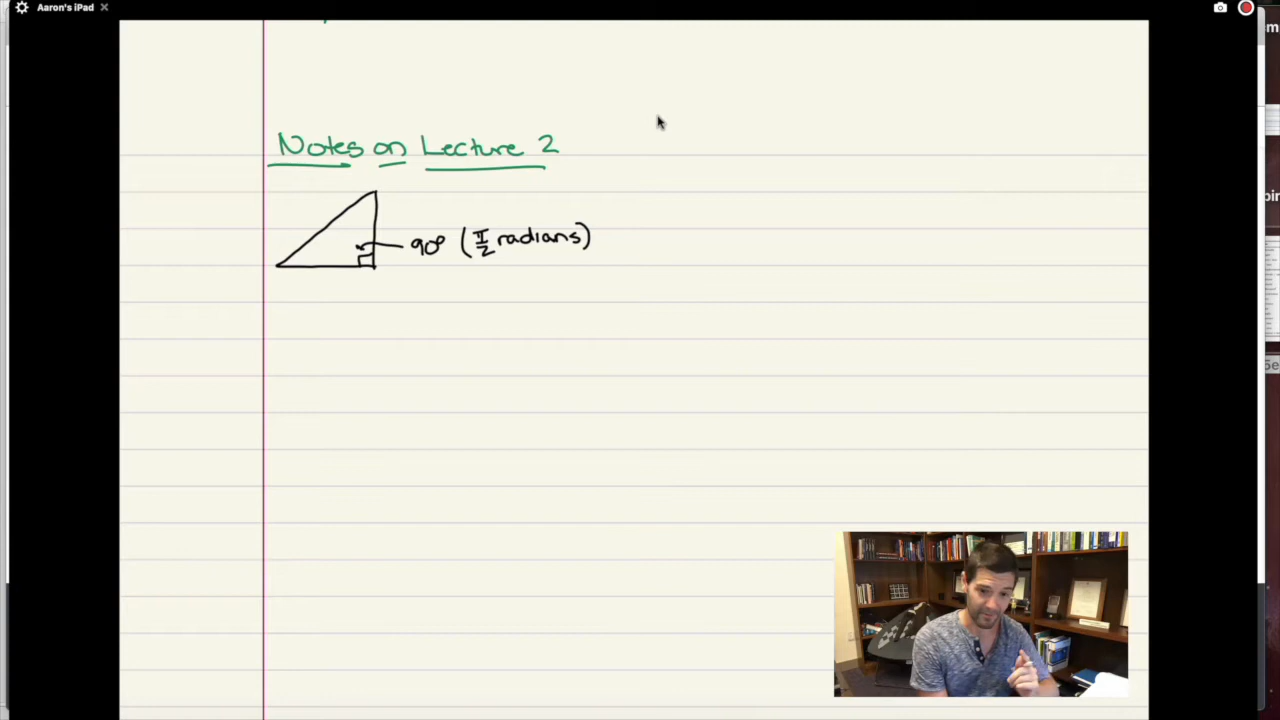 Aaron's iPad
Notes on Lecture 2
90° (π/2 radians)